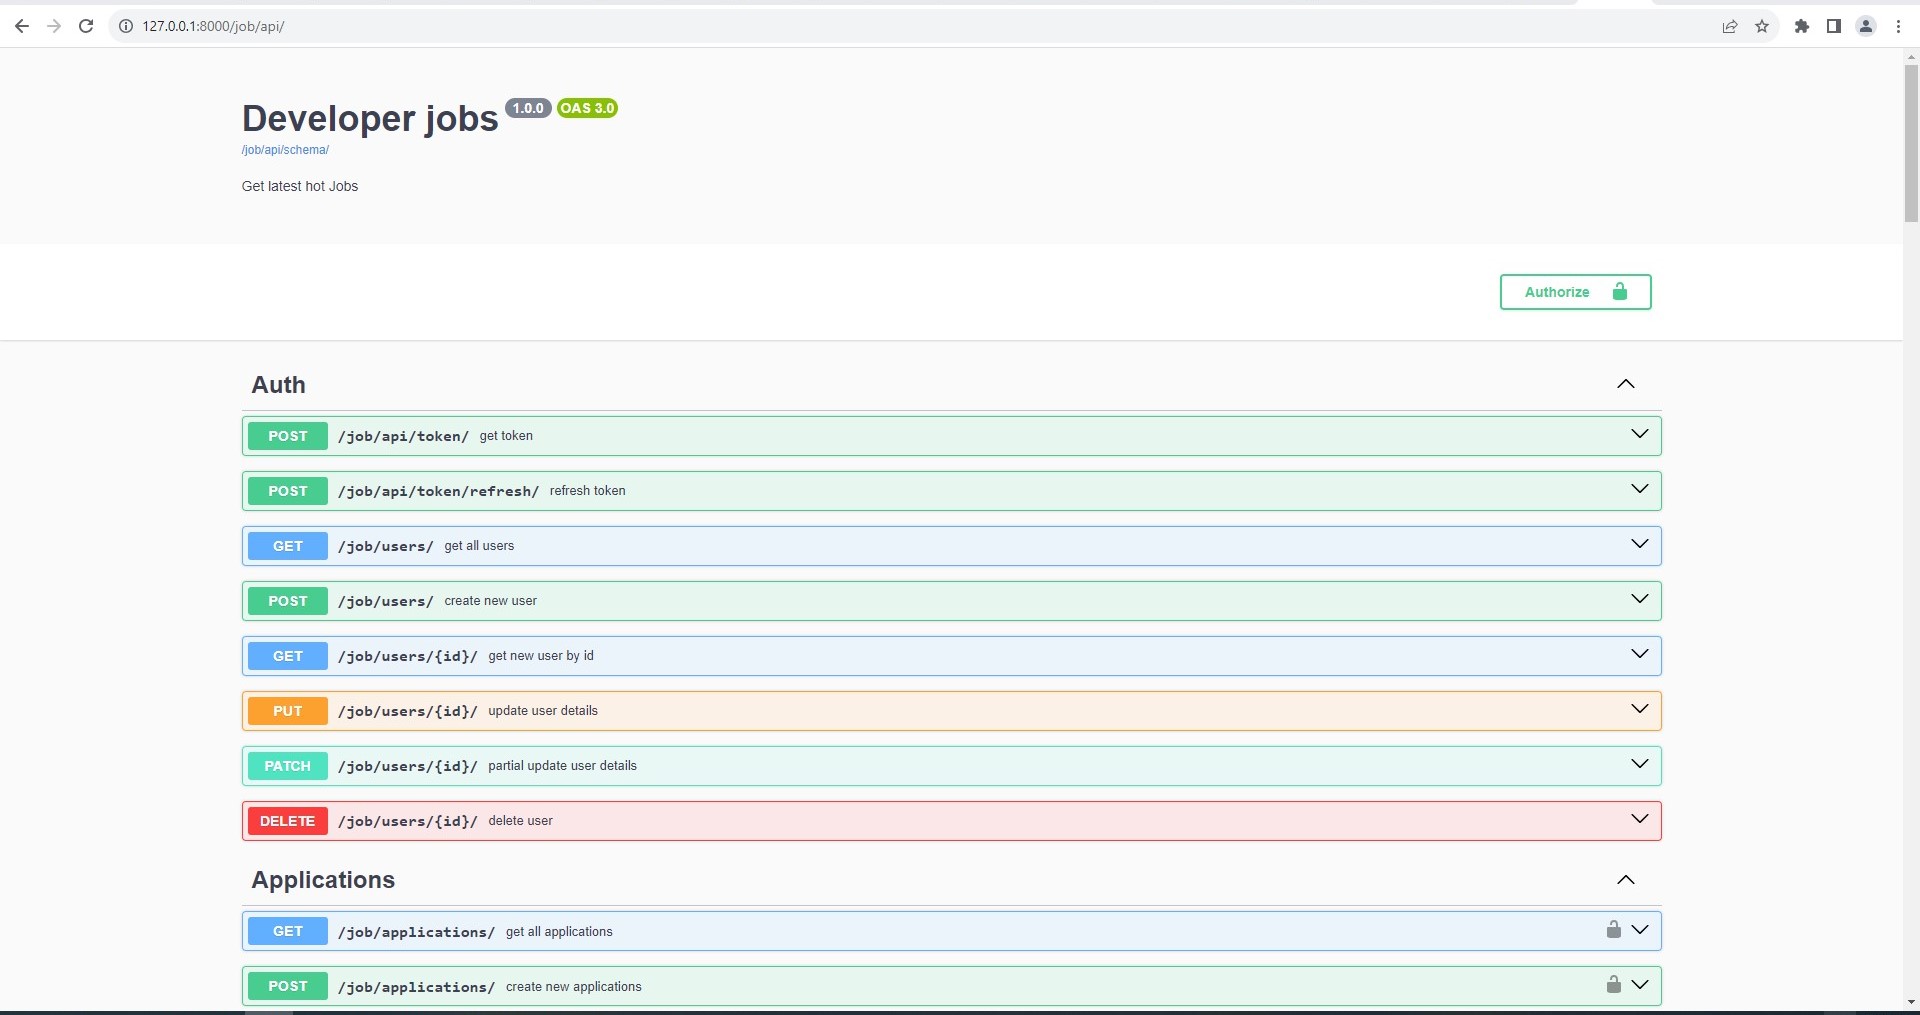 127.0.0.1:8000/job/api/
Developer jobs 1.0.0 OAS 3.0
/job/api/schema/
Get latest hot Jobs
Authorize
Auth
POST /job/api/token/ get token
POST /job/api/token/refresh/ refresh token
GET /job/users/ get all users
POST /job/users/ create new user
GET /job/users/{id}/ get new user by id
PUT /job/users/{id}/ update user details
PATCH /job/users/{id}/ partial update user details
DELETE /job/users/{id}/ delete user
Applications
GET /job/applications/ get all applications
POST /job/applications/ create new applications